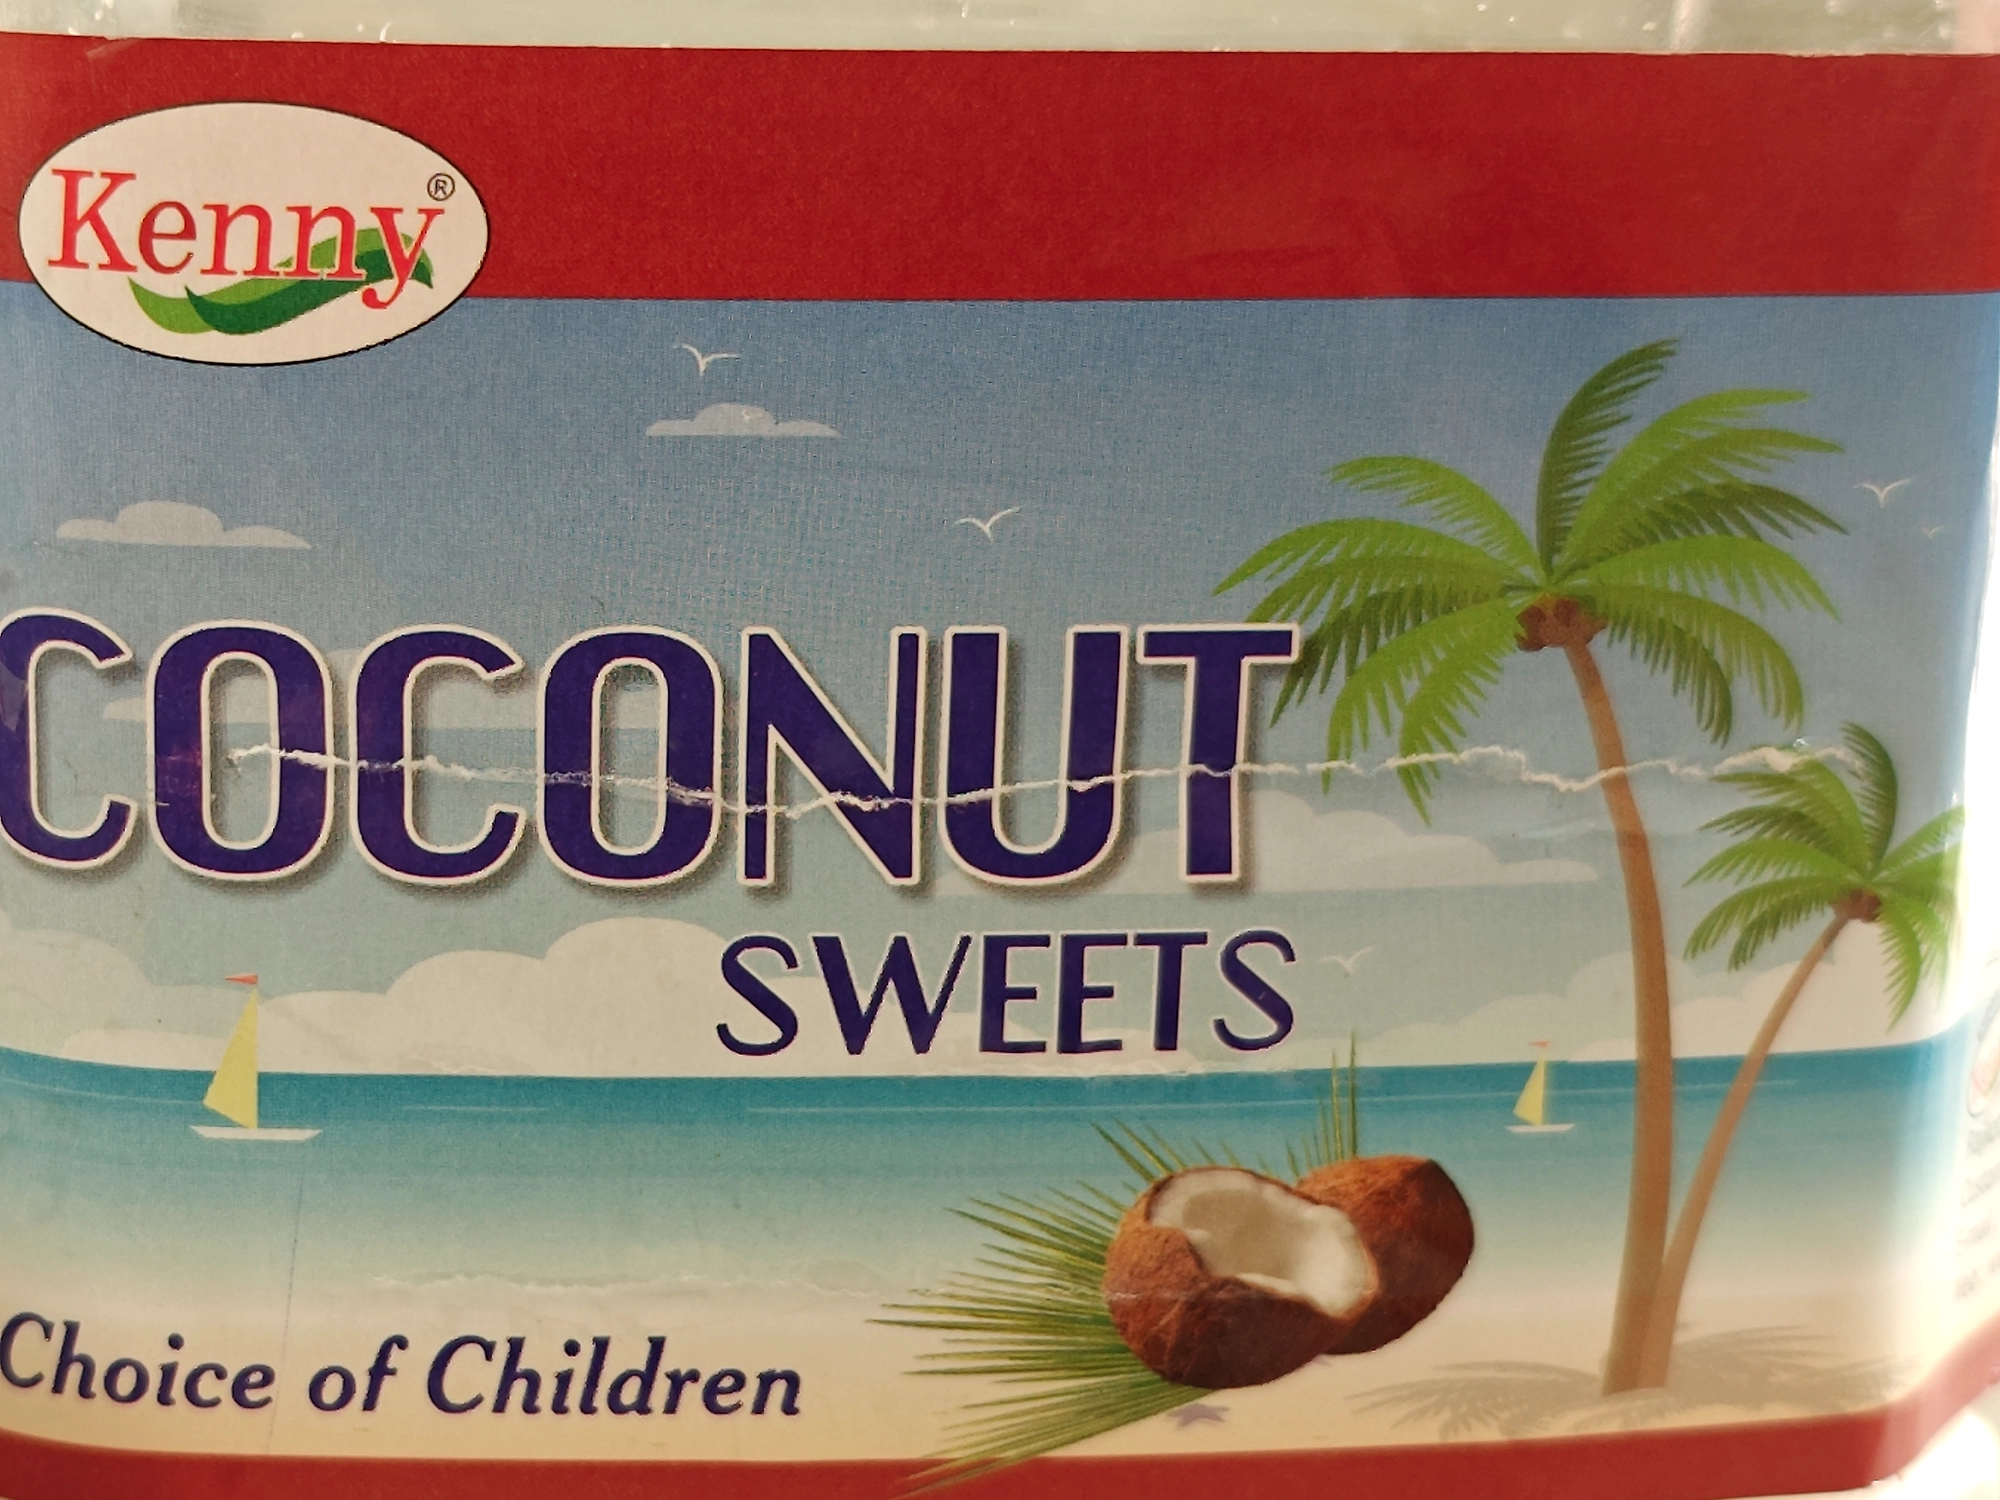 Kenny®
COCONUT
SWEETS
Choice of Children